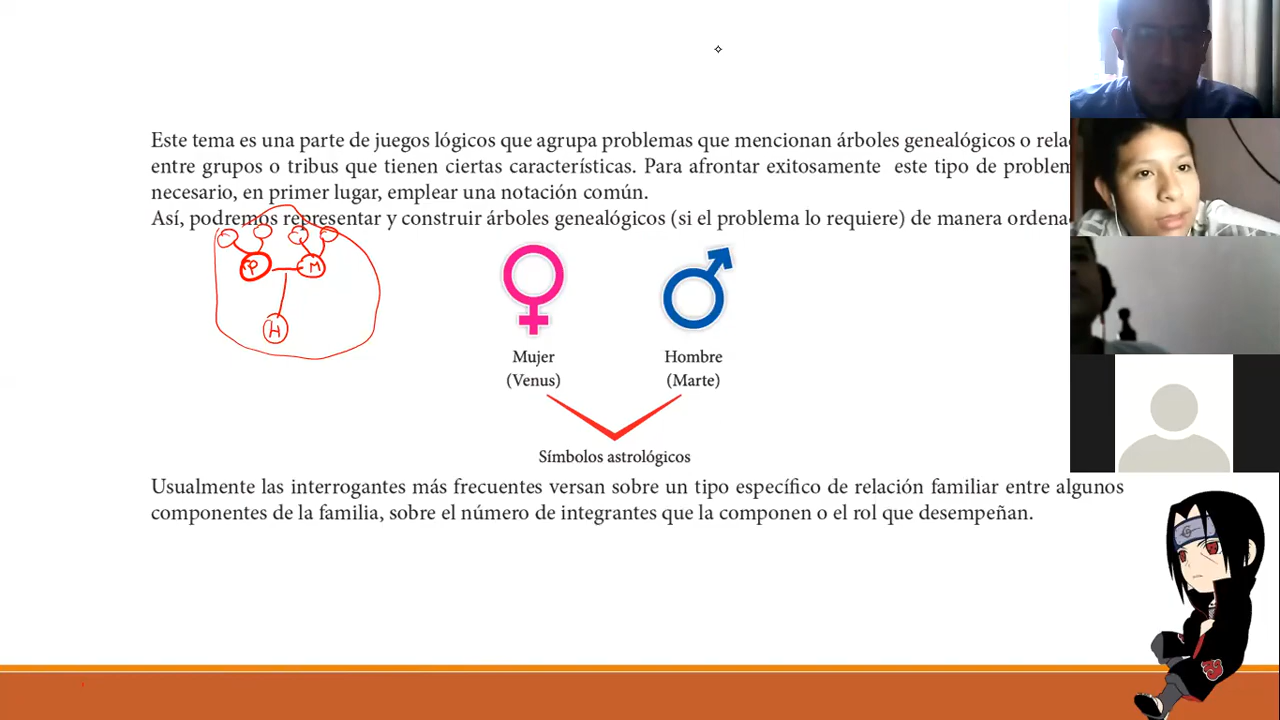 Este tema es una parte de juegos lógicos que agrupa problemas que mencionan árboles genealógicos o rela
entre grupos o tribus que tienen ciertas características. Para afrontar exitosamente este tipo de problem
necesario, en primer lugar, emplear una notación común.
Así, podremos representar y construir árboles genealógicos (si el problema lo requiere) de manera ordena
P M
H
Mujer Hombre
(Venus) (Marte)
Símbolos astrológicos
Usualmente las interrogantes más frecuentes versan sobre un tipo específico de relación familiar entre algunos
componentes de la familia, sobre el número de integrantes que la componen o el rol que desempeñan.